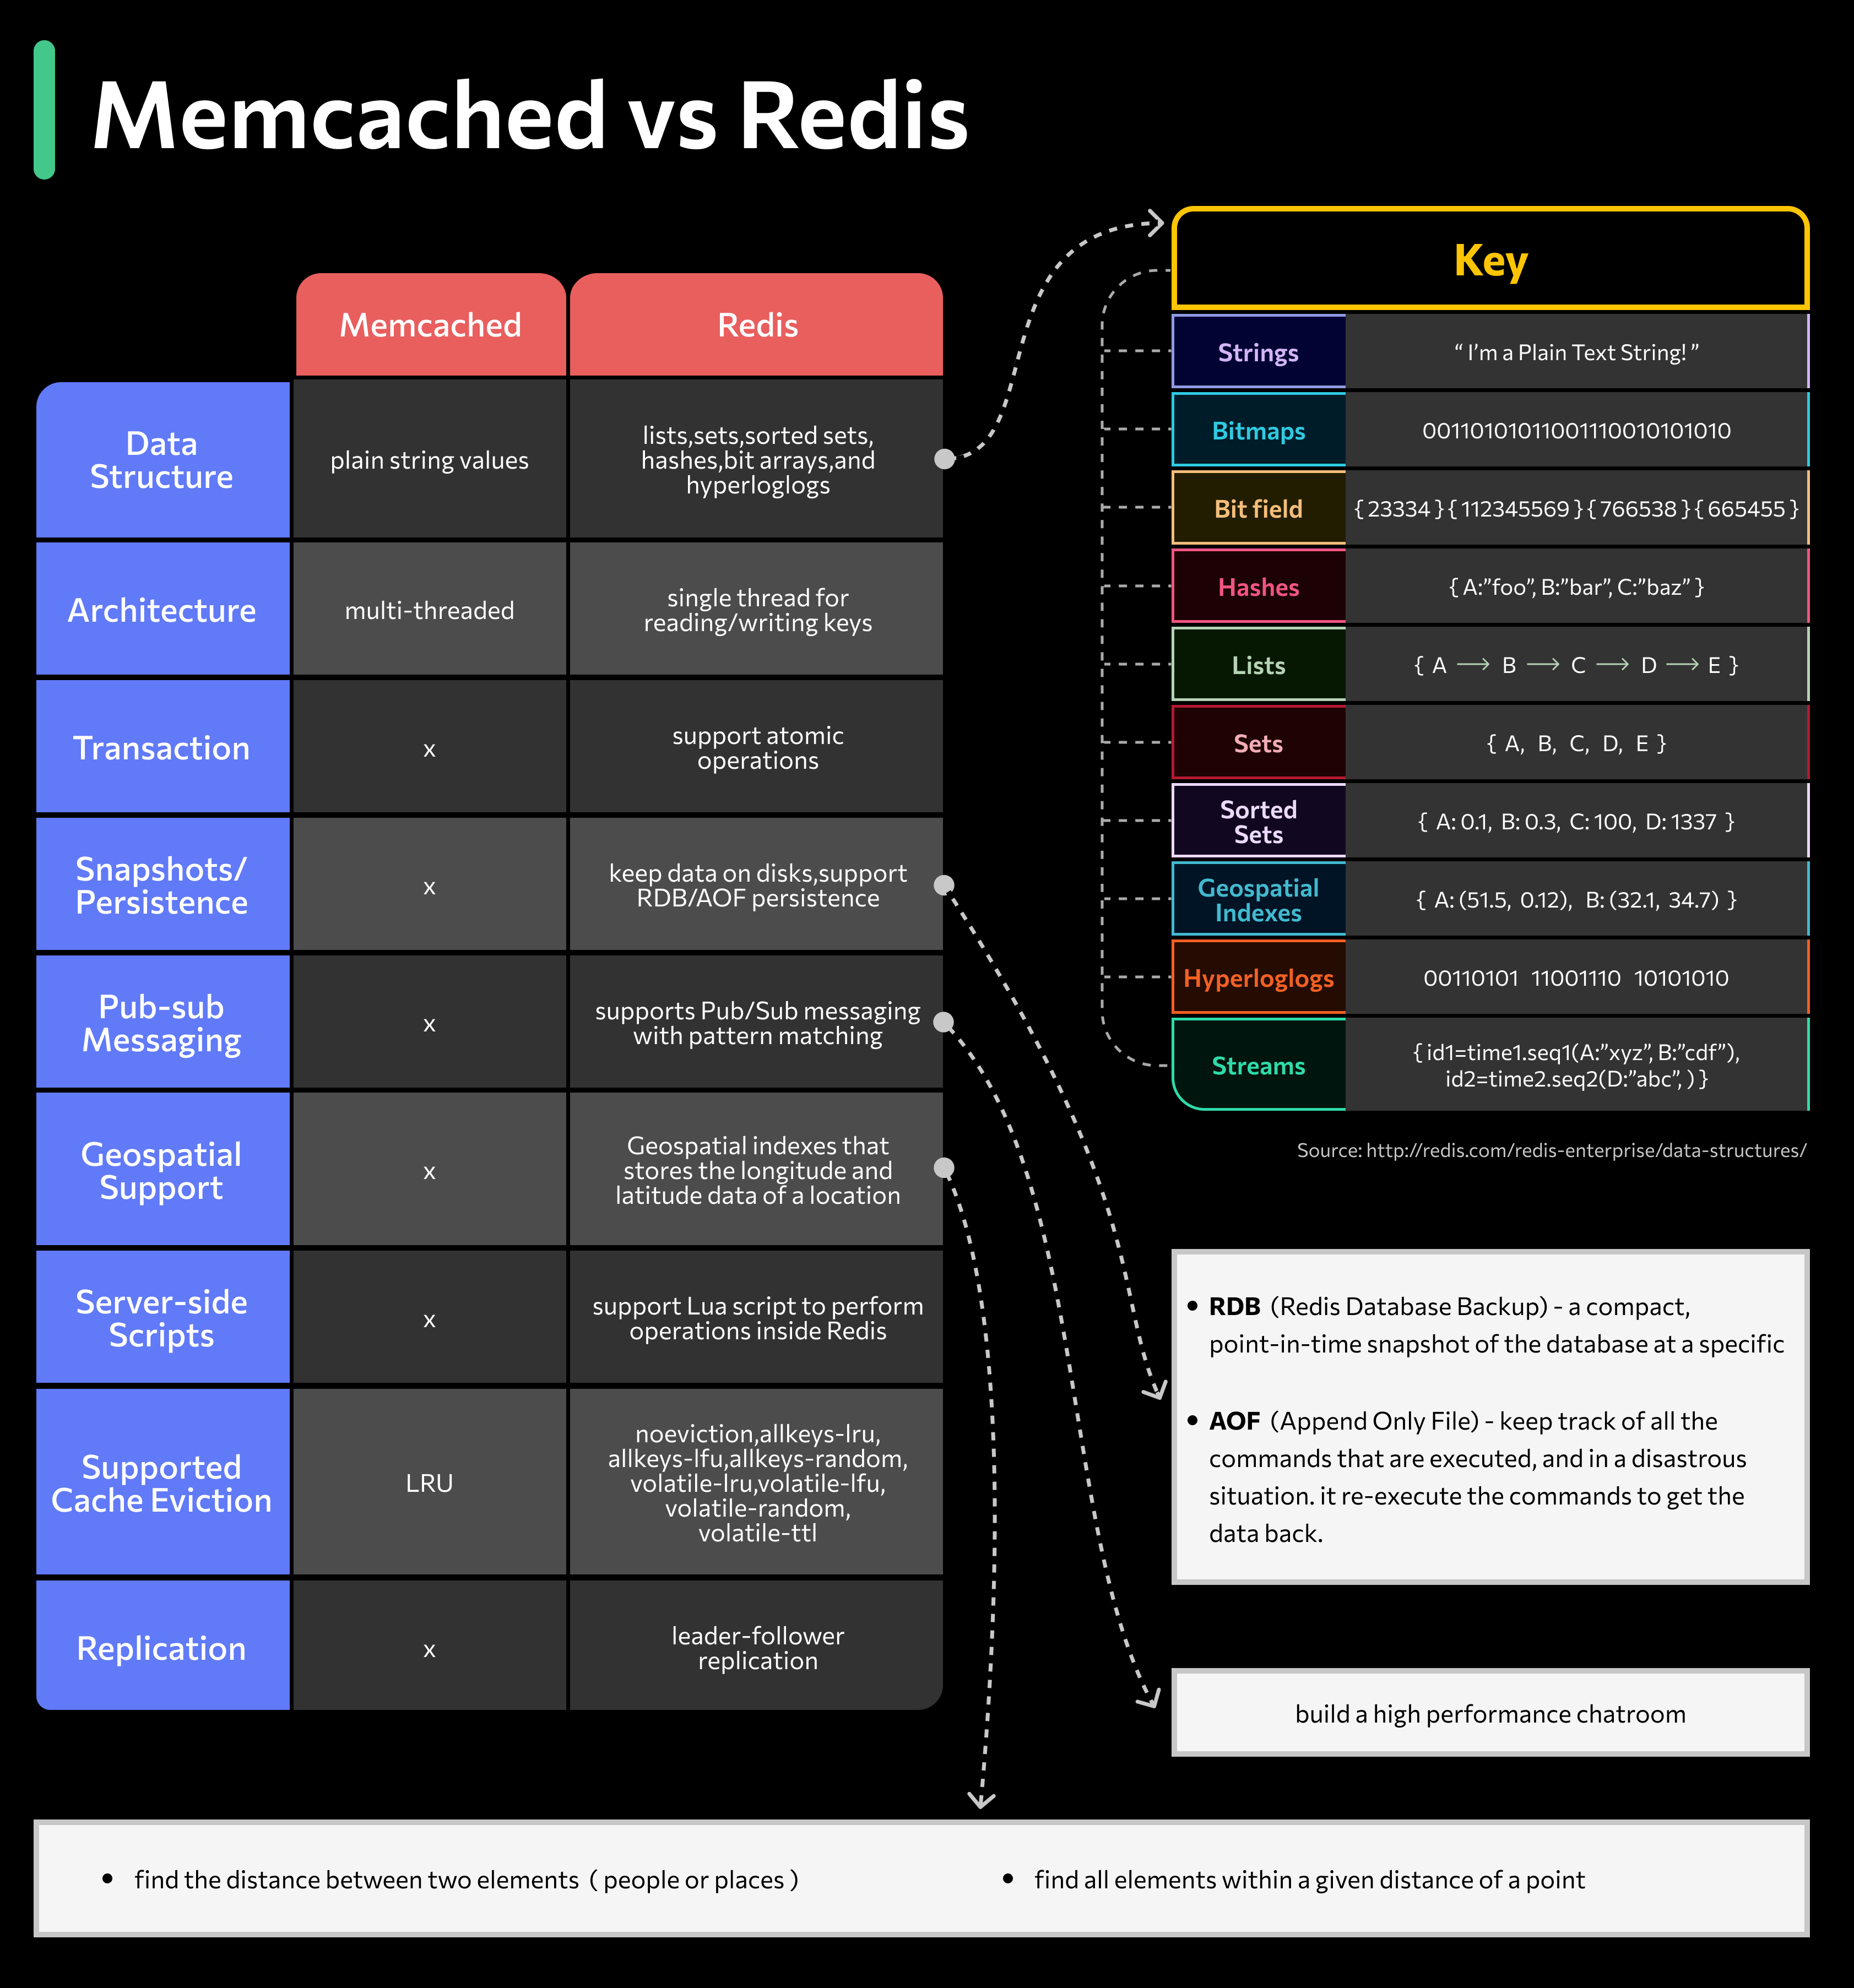 Memcached vs Redis
Memcached
Redis
Data
Structure
plain string values
lists,sets,sorted sets,
hashes,bit arrays,and
hyperloglogs
Architecture
multi-threaded
single thread for
reading/writing keys
Transaction
x
support atomic
operations
Snapshots/
Persistence
x
keep data on disks,support
RDB/AOF persistence
Pub-sub
Messaging
x
supports Pub/Sub messaging
with pattern matching
Geospatial
Support
x
Geospatial indexes that
stores the longitude and
latitude data of a location
Server-side
Scripts
x
support Lua script to perform
operations inside Redis
Supported
Cache Eviction
LRU
noeviction,allkeys-lru,
allkeys-lfu,allkeys-random,
volatile-lru,volatile-lfu,
volatile-random,
volatile-ttl
Replication
x
leader-follower
replication
Key
Strings
“ I’m a Plain Text String! ”
Bitmaps
00110101011001110010101010
Bit field
{ 23334 } { 112345569 } { 766538 } { 665455 }
Hashes
{ A:”foo”, B:”bar”, C:”baz” }
Lists
{ A → B → C → D → E }
Sets
{ A, B, C, D, E }
Sorted
Sets
{ A: 0.1, B: 0.3, C: 100, D: 1337 }
Geospatial
Indexes
{ A: (51.5, 0.12), B: (32.1, 34.7) }
Hyperloglogs
00110101 11001110 10101010
Streams
{ id1=time1.seq1(A:”xyz”, B:”cdf”),
id2=time2.seq2(D:”abc”, ) }
Source: http://redis.com/redis-enterprise/data-structures/
• RDB (Redis Database Backup) - a compact,
point-in-time snapshot of the database at a specific
• AOF (Append Only File) - keep track of all the
commands that are executed, and in a disastrous
situation. it re-execute the commands to get the
data back.
build a high performance chatroom
• find the distance between two elements ( people or places )
• find all elements within a given distance of a point